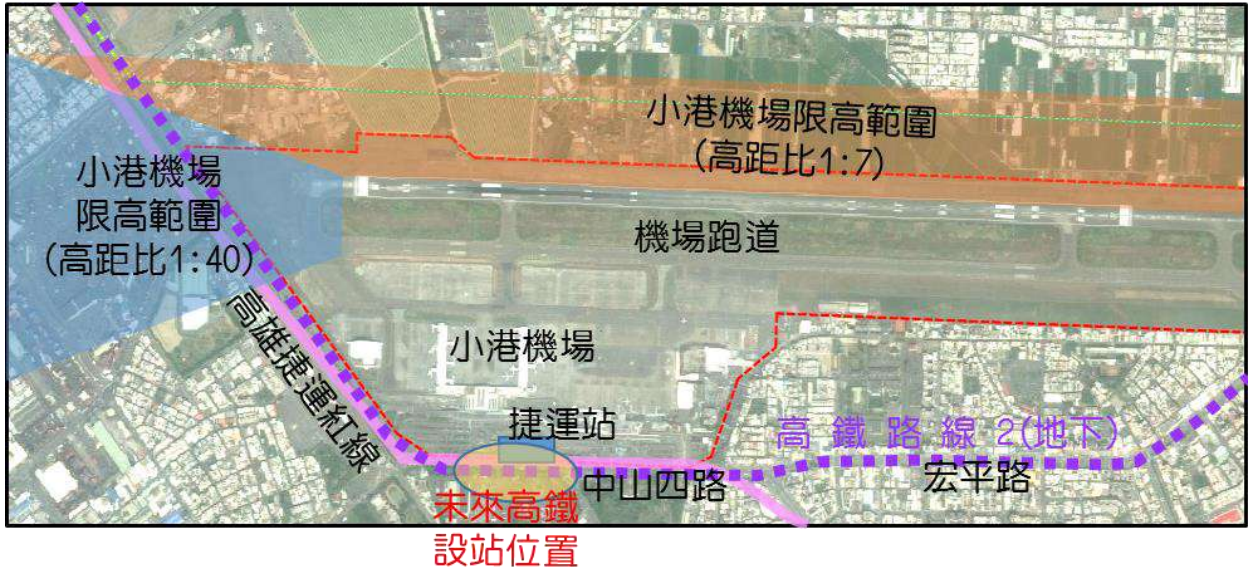 小港機場限高範圍
(高距比1:7)
小港機場
限高範圍
(高距比1:40)
機場跑道
高雄捷運紅線
小港機場
捷運站
高鐵路線2(地下)
宏平路
中山四路
未來高鐵
設站位置